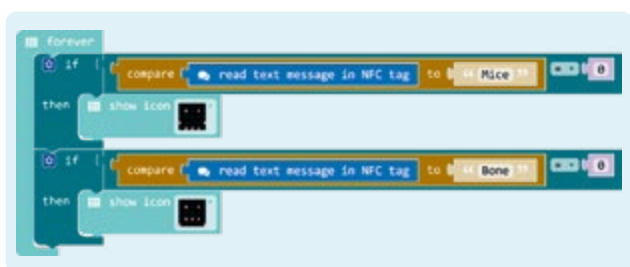 forever
if compare read text message in NFC tag to “ Mice ” = 0
then show icon
if compare read text message in NFC tag to “ Bone ” = 0
then show icon